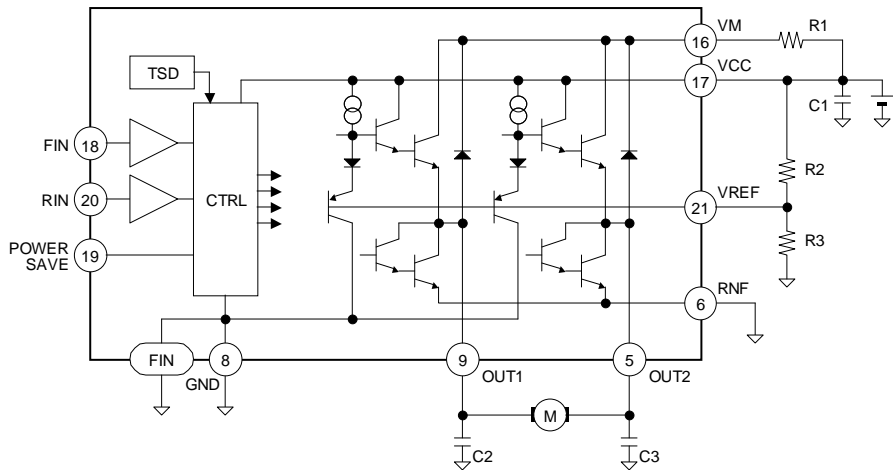 VM
16
R1
TSD
VCC
17
C1
FIN
18
CTRL
R2
RIN
20
VREF
21
POWER
SAVE
19
R3
RNF
6
FIN
8
GND
9
OUT1
5
OUT2
M
C2
C3